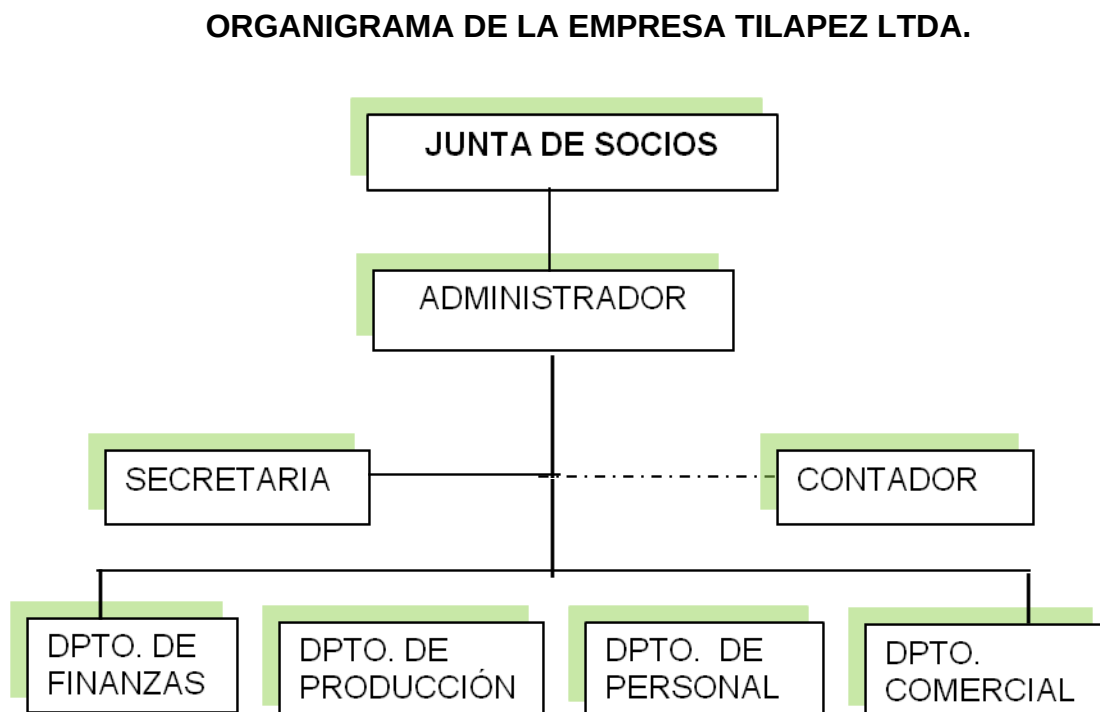 ORGANIGRAMA DE LA EMPRESA TILAPEZ LTDA.
JUNTA DE SOCIOS
ADMINISTRADOR
SECRETARIA
CONTADOR
DPTO. DE
FINANZAS
DPTO. DE
PRODUCCIÓN
DPTO. DE
PERSONAL
DPTO.
COMERCIAL